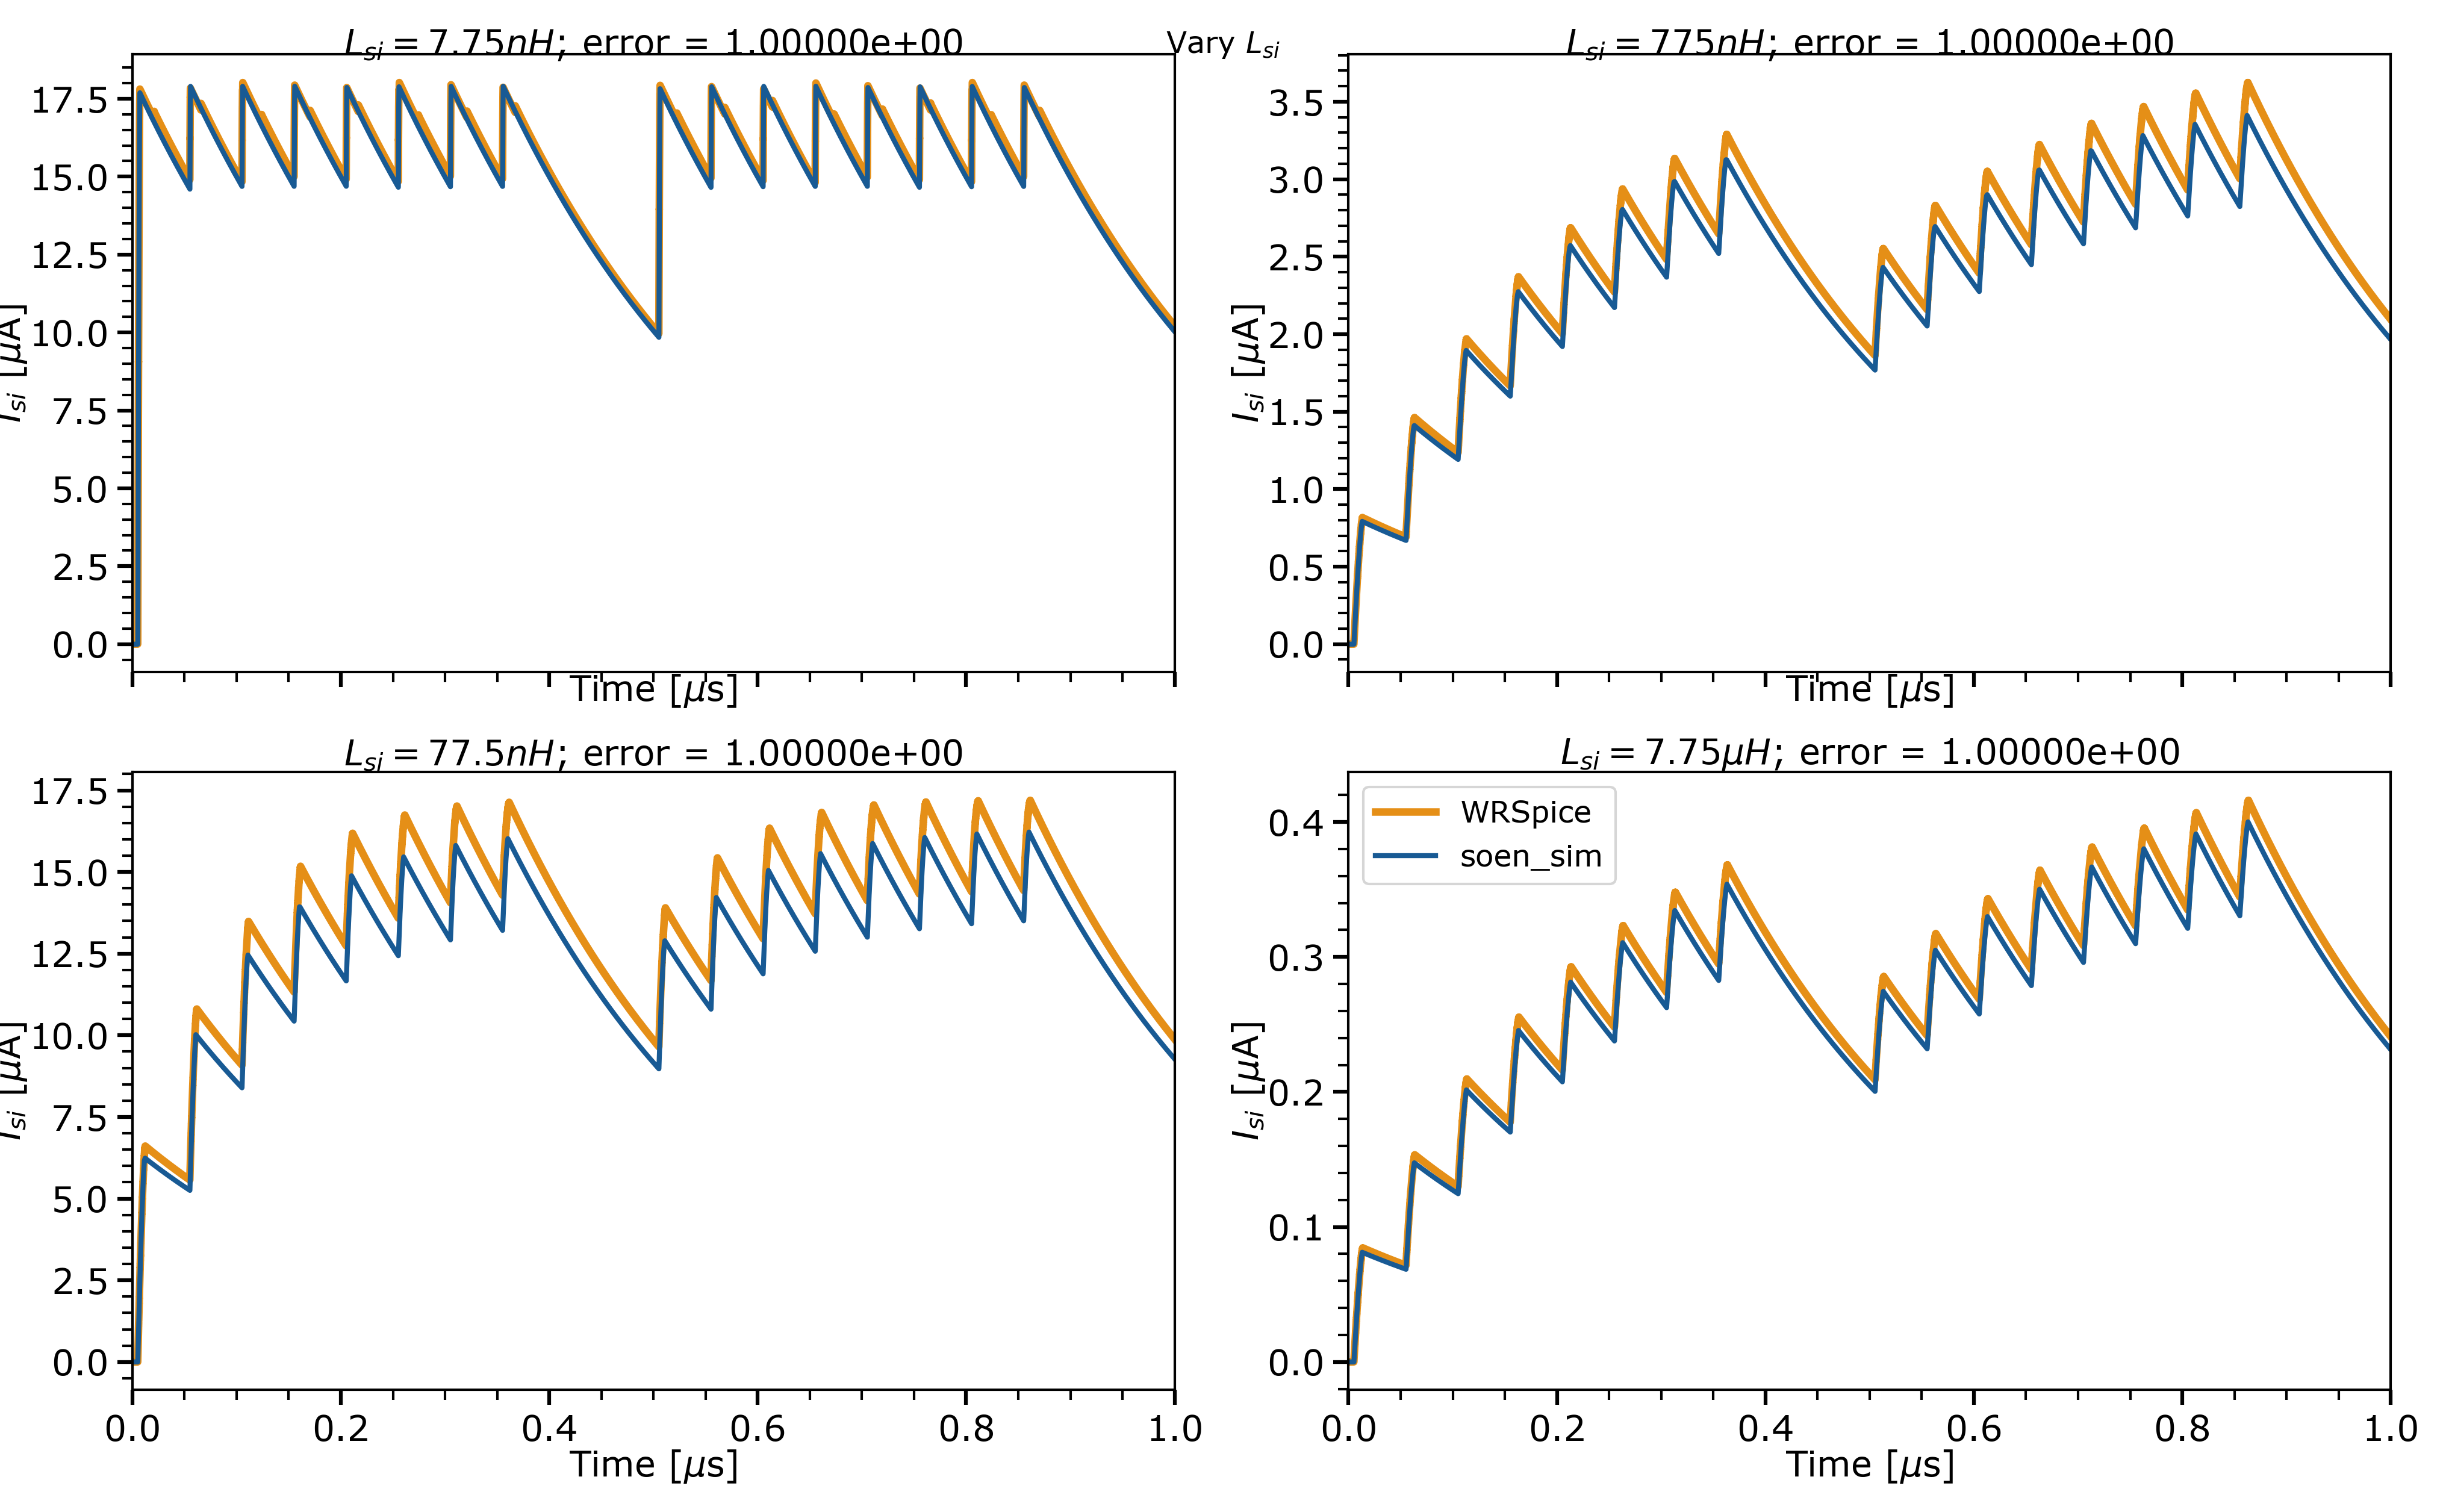 Vary L_si
L_si = 7.75nH; error = 1.00000e+00
17.5
15.0
12.5
10.0
7.5
5.0
2.5
0.0
I_si [μA]
Time [μs]
L_si = 775nH; error = 1.00000e+00
3.5
3.0
2.5
2.0
1.5
1.0
0.5
0.0
I_si [μA]
Time [μs]
L_si = 77.5nH; error = 1.00000e+00
17.5
15.0
12.5
10.0
7.5
5.0
2.5
0.0
I_si [μA]
0.0 0.2 0.4 0.6 0.8 1.0
Time [μs]
L_si = 7.75μH; error = 1.00000e+00
WRSpice
soen_sim
0.4
0.3
0.2
0.1
0.0
I_si [μA]
0.0 0.2 0.4 0.6 0.8 1.0
Time [μs]